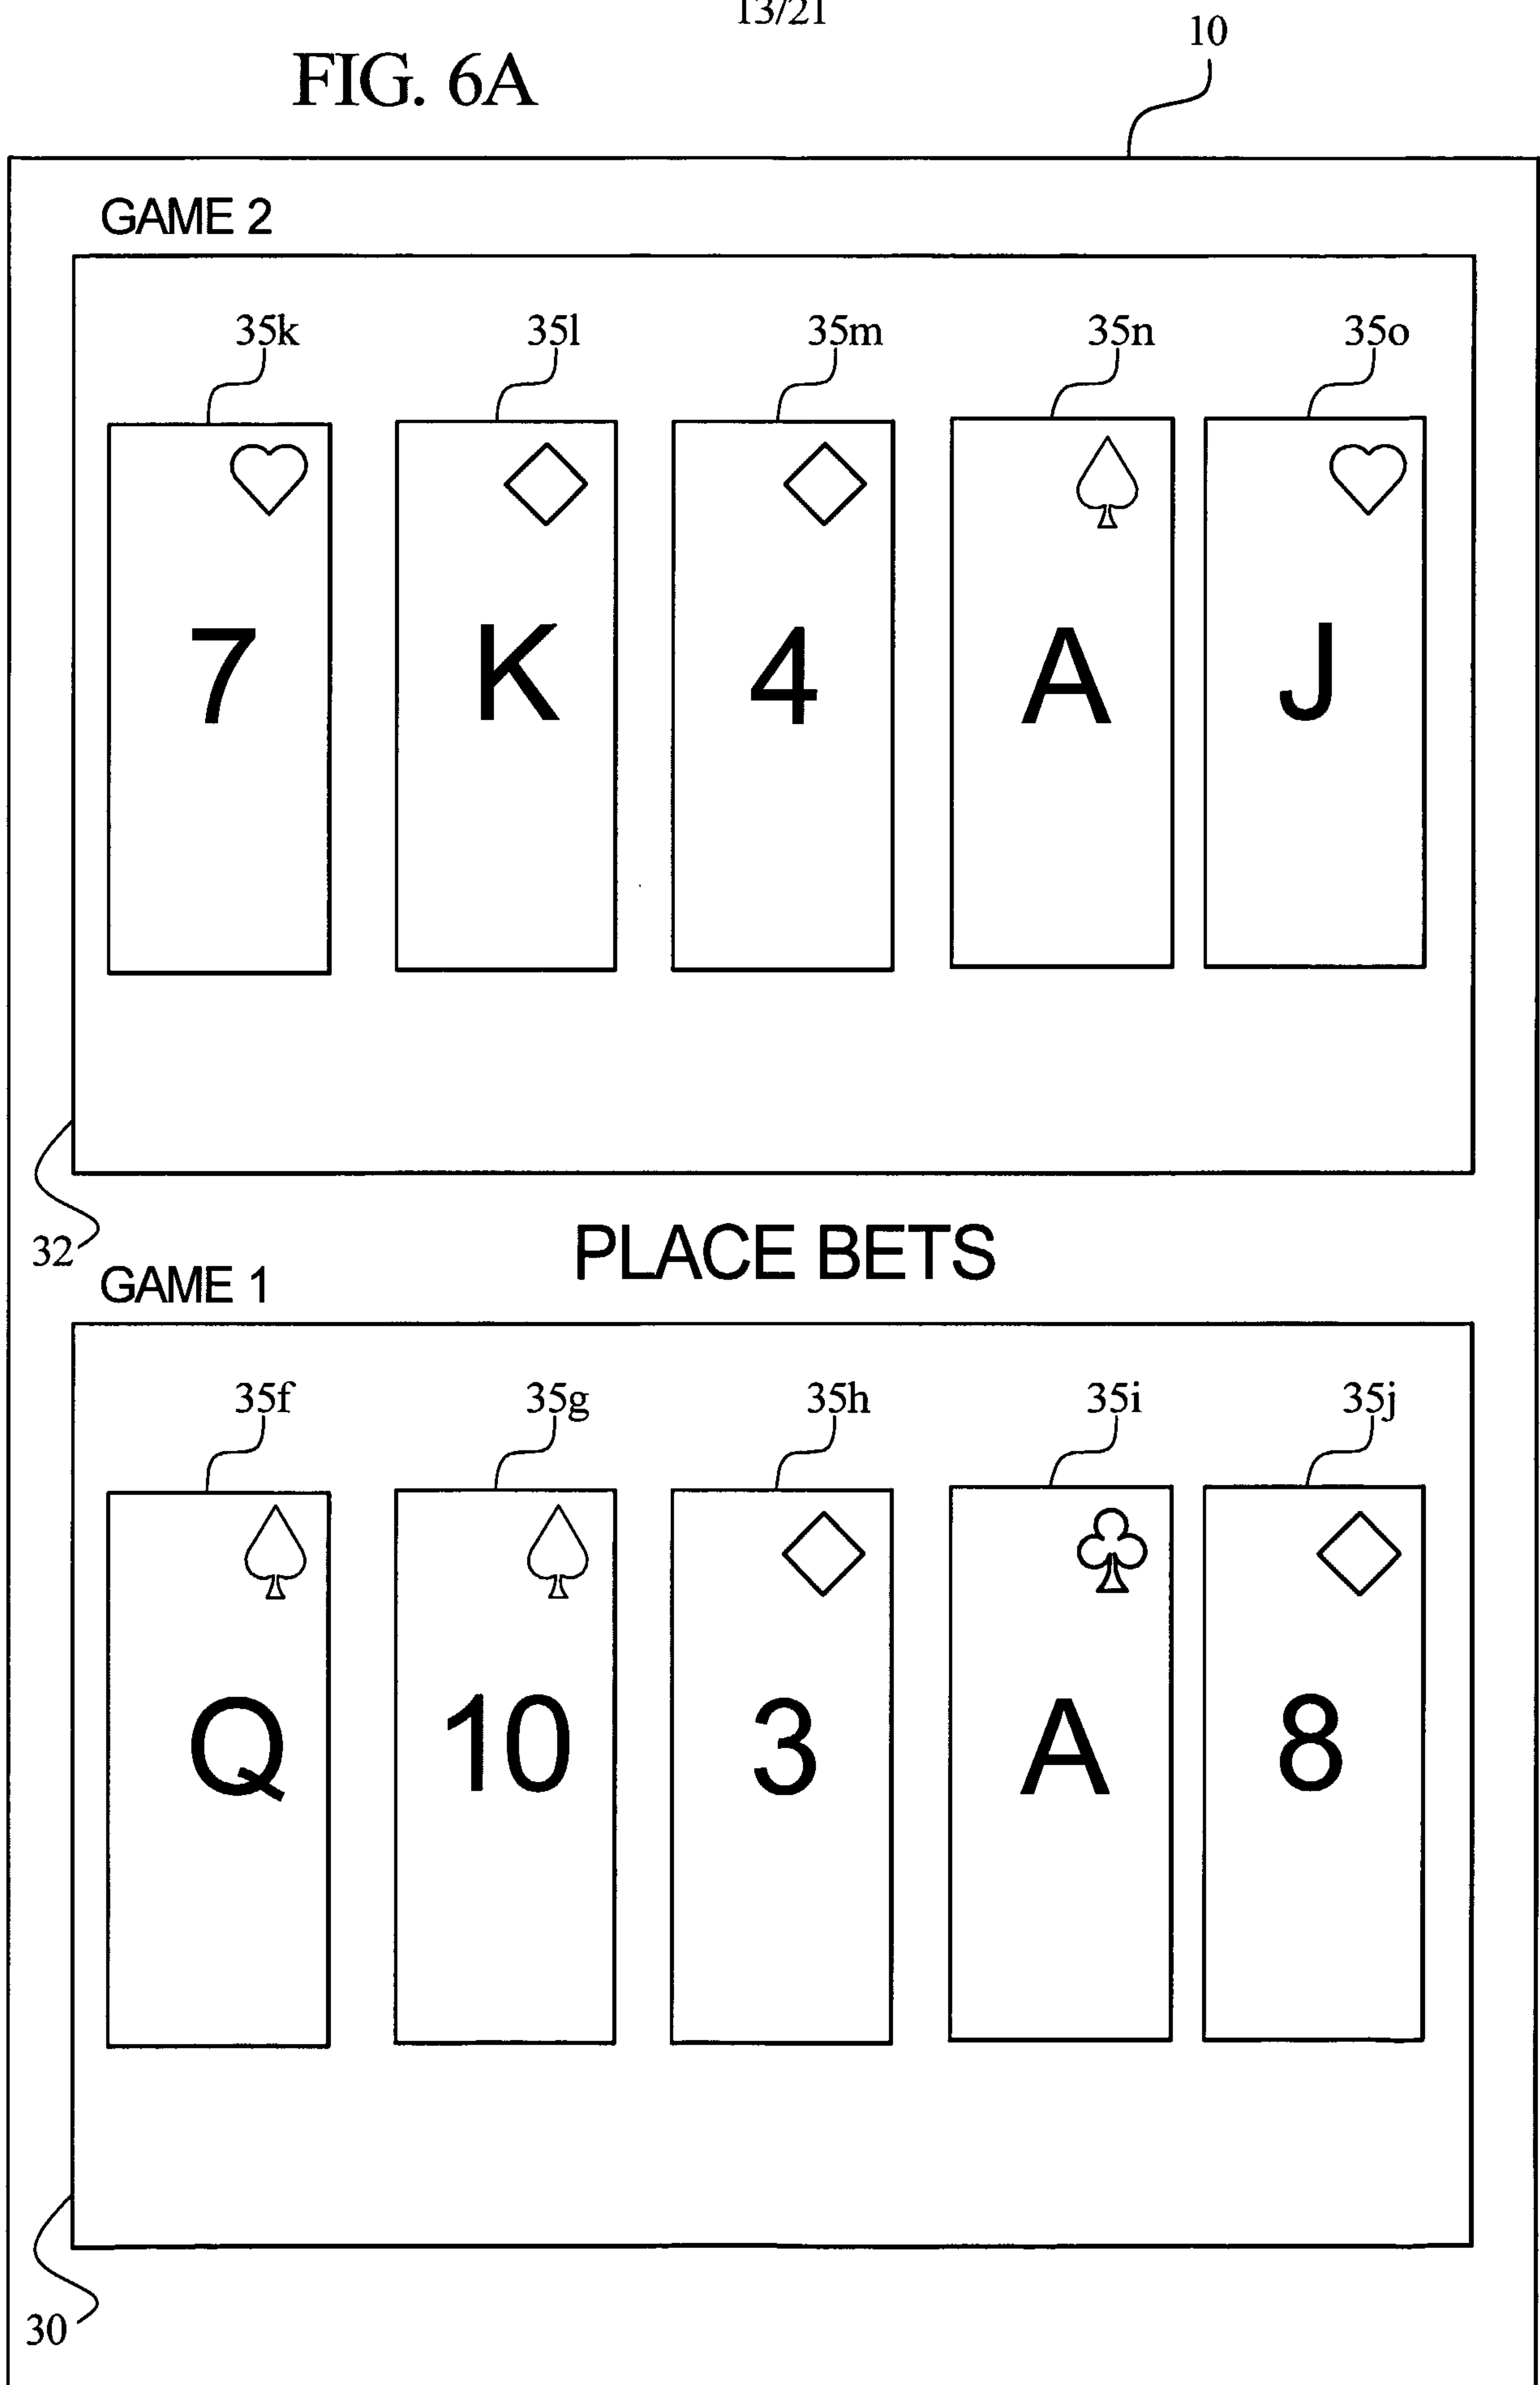 13/21
10
FIG. 6A
GAME 2
35k 35l 35m 35n 35o
7 K 4 A J
32
PLACE BETS
GAME 1
35f 35g 35h 35i 35j
Q 10 3 A 8
30